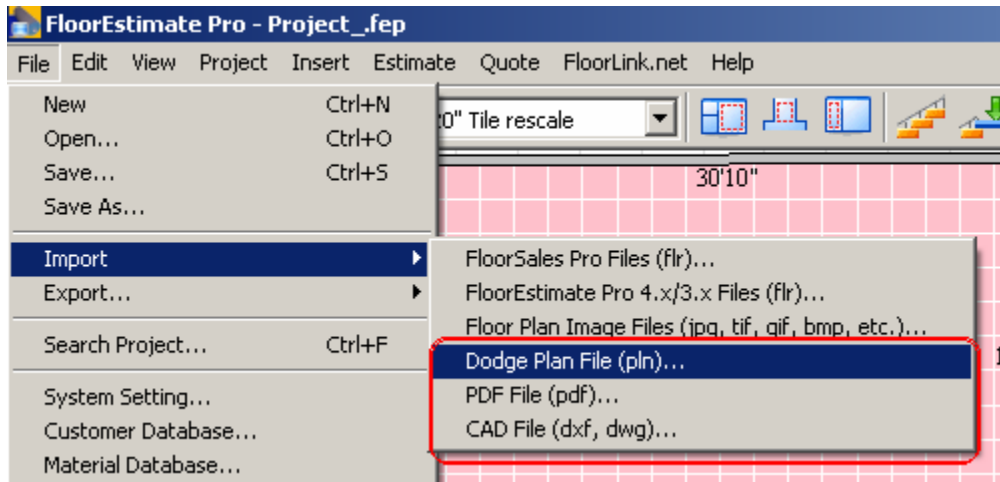 FloorEstimate Pro - Project_.fep
File Edit View Project Insert Estimate Quote FloorLink.net Help
New Ctrl+N
0" Tile rescale
Open... Ctrl+O
Save... Ctrl+S
30'10"
Save As...
Import
FloorSales Pro Files (flr)...
Export...
FloorEstimate Pro 4.x/3.x Files (flr)...
Floor Plan Image Files (jpg, tif, gif, bmp, etc.)...
Search Project... Ctrl+F
Dodge Plan File (pln)...
System Setting...
PDF File (pdf)...
Customer Database...
CAD File (dxf, dwg)...
Material Database...